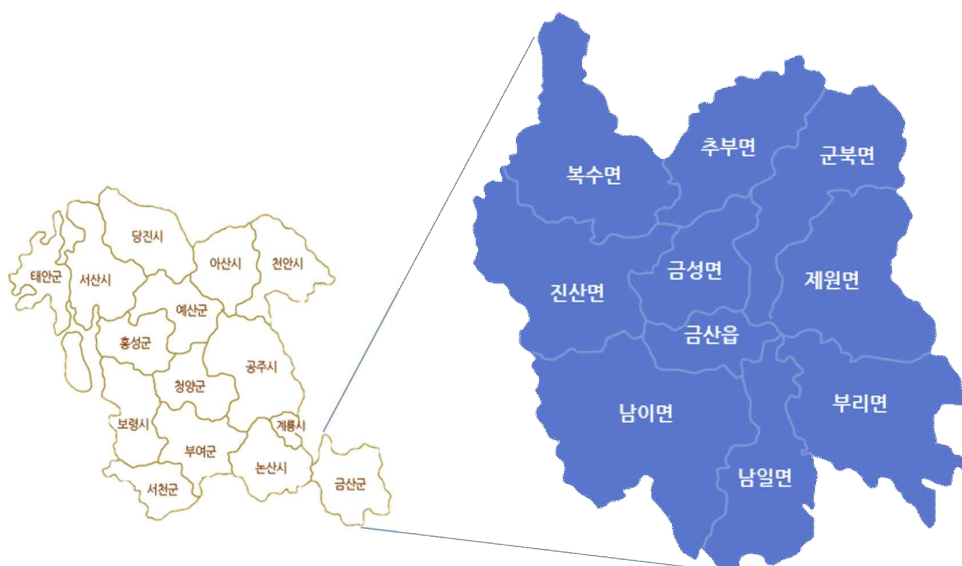 당진시
아산시
천안시
태안군
서산시
예산군
홍성군
공주시
청양군
보령시
계룡시
부여군
논산시
서천군
금산군
추부면
군북면
복수면
금성면
제원면
진산면
금산읍
남이면
부리면
남일면